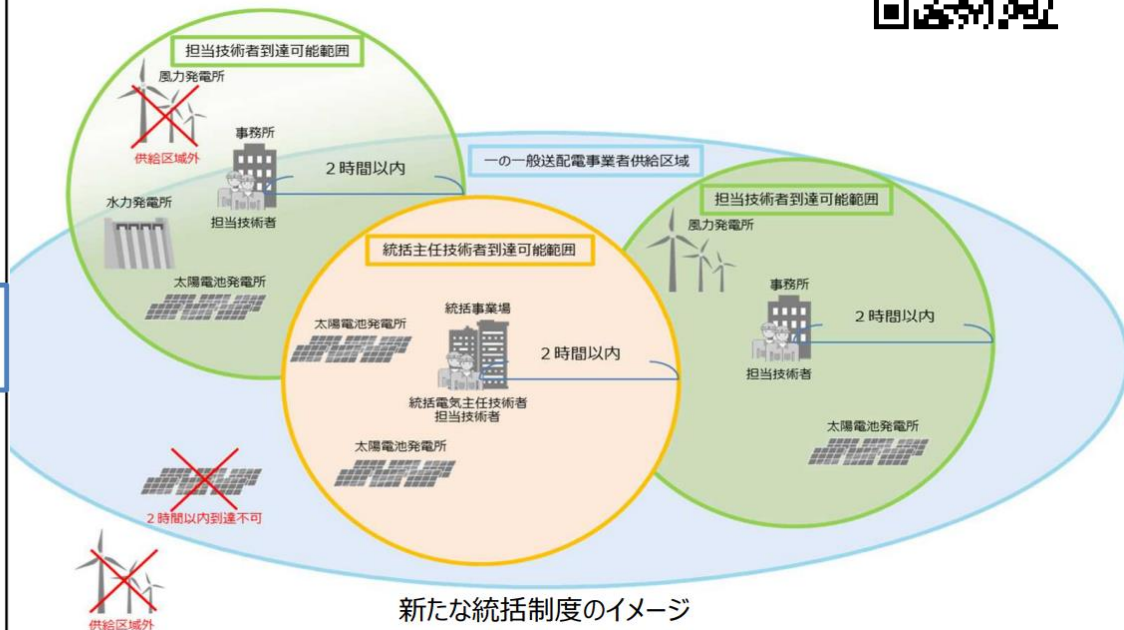 担当技術者到達可能範囲
風力発電所
供給区域外
事務所
2時間以内
担当技術者
水力発電所
太陽電池発電所
一の一般送配電事業者供給区域
担当技術者到達可能範囲
風力発電所
事務所
2時間以内
担当技術者
太陽電池発電所
統括主任技術者到達可能範囲
太陽電池発電所
統括事業場
2時間以内
統括電気主任技術者
担当技術者
太陽電池発電所
2時間以内到達不可
供給区域外
新たな統括制度のイメージ